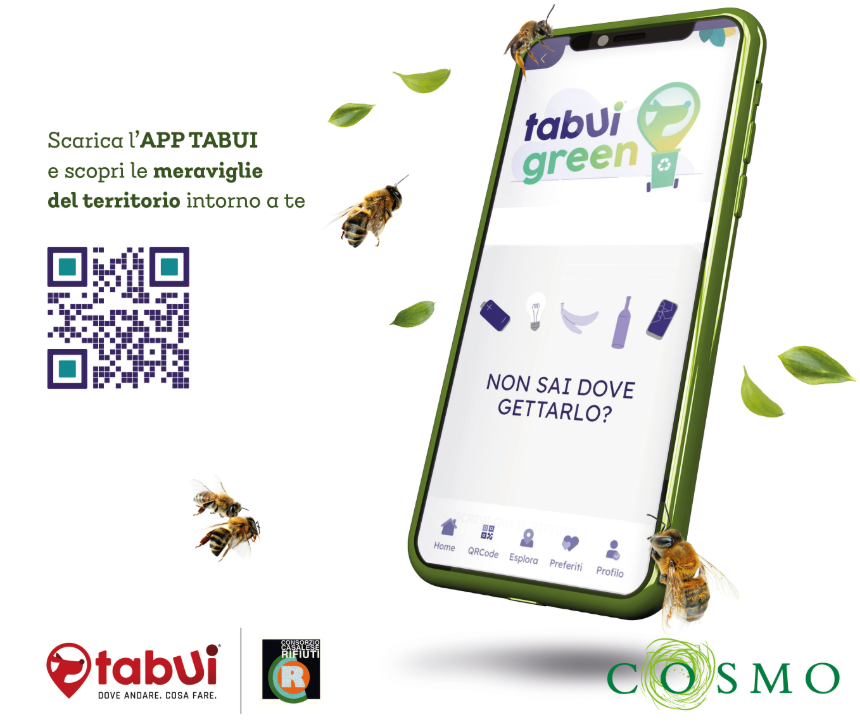 Scarica l'APP TABUI
e scopri le meraviglie
del territorio intorno a te
tabui
green
NON SAI DOVE
GETTARLO?
Home
QRCode
Esplora
Preferiti
Profilo
tabui
DOVE ANDARE. COSA FARE.
CONSORZIO
CASALESE
RIFIUTI
R
COSMO